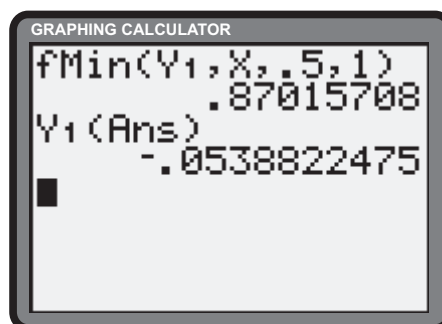 GRAPHING CALCULATOR
fMin(Y₁,X,.5,1)
.87015708
Y₁(Ans)
-.0538822475